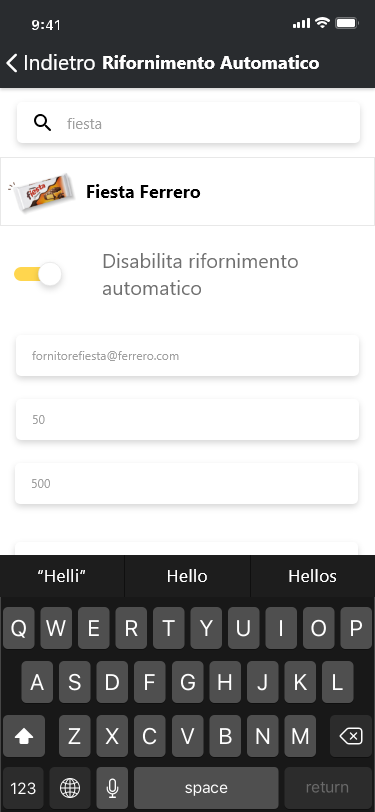 9:41
Indietro Rifornimento Automatico
fiesta
fiesta
Fiesta Ferrero
Disabilita rifornimento
automatico
fornitorefiesta@ferrero.com
50
500
“Helli” Hello Hellos
Q W E R T Y U I O P
A S D F G H J K L
Z X C V B N M
123 space return